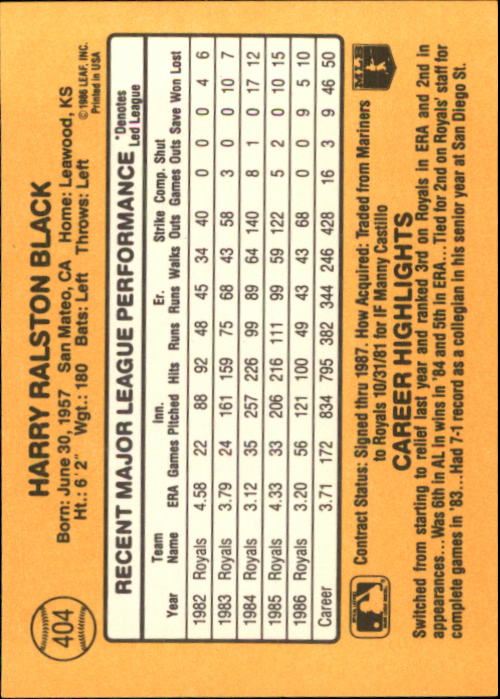 404
HARRY RALSTON BLACK
Born: June 30, 1957 San Mateo, CA Home: Leawood, KS
Ht.: 6'2" Wgt.: 180 Bats: Left Throws: Left
© 1986 LEAF, INC.
Printed in USA
RECENT MAJOR LEAGUE PERFORMANCE *Denotes Led League
Team Inn. Er. Strike Comp. Shut
Year Name ERA Games Pitched Hits Runs Runs Walks Outs Games Outs Save Won Lost
1982 Royals 4.58 22 88 92 48 45 34 40 0 0 0 4 6
1983 Royals 3.79 24 161 159 75 68 43 58 3 0 0 10 7
1984 Royals 3.12 35 257 226 99 89 64 140 8 1 0 17 12
1985 Royals 4.33 33 206 216 111 99 59 122 5 2 0 10 15
1986 Royals 3.20 56 121 100 49 43 43 68 0 0 9 5 10
Career 3.71 172 834 795 382 344 246 428 16 3 9 46 50
Contract Status: Signed thru 1987. How Acquired: Traded from Mariners
to Royals 10/31/81 for IF Manny Castillo
CAREER HIGHLIGHTS
Switched from starting to relief last year and ranked 3rd on Royals in ERA and 2nd in
appearances...Was 6th in AL in wins in '84 and 5th in ERA...Tied for 2nd on Royals' staff for
complete games in '83...Had 7-1 record as a collegian in his senior year at San Diego St.